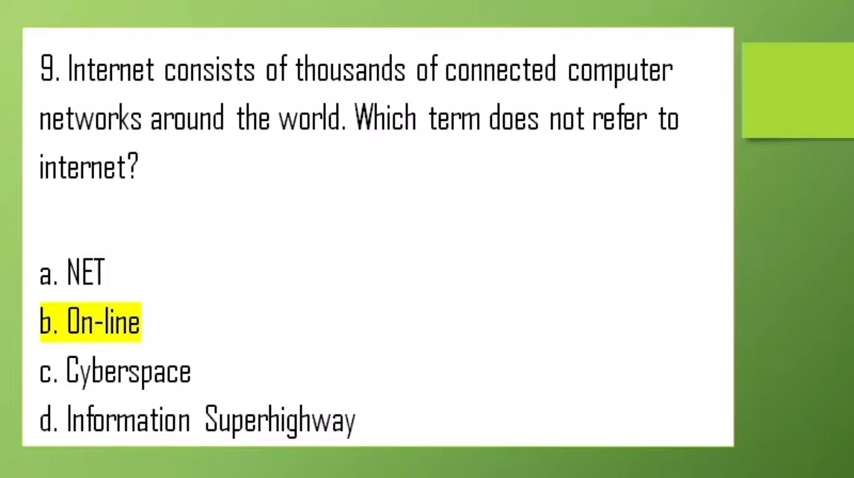 9. Internet consists of thousands of connected computer
networks around the world. Which term does not refer to
internet?
a. NET
b. On-line
c. Cyberspace
d. Information Superhighway